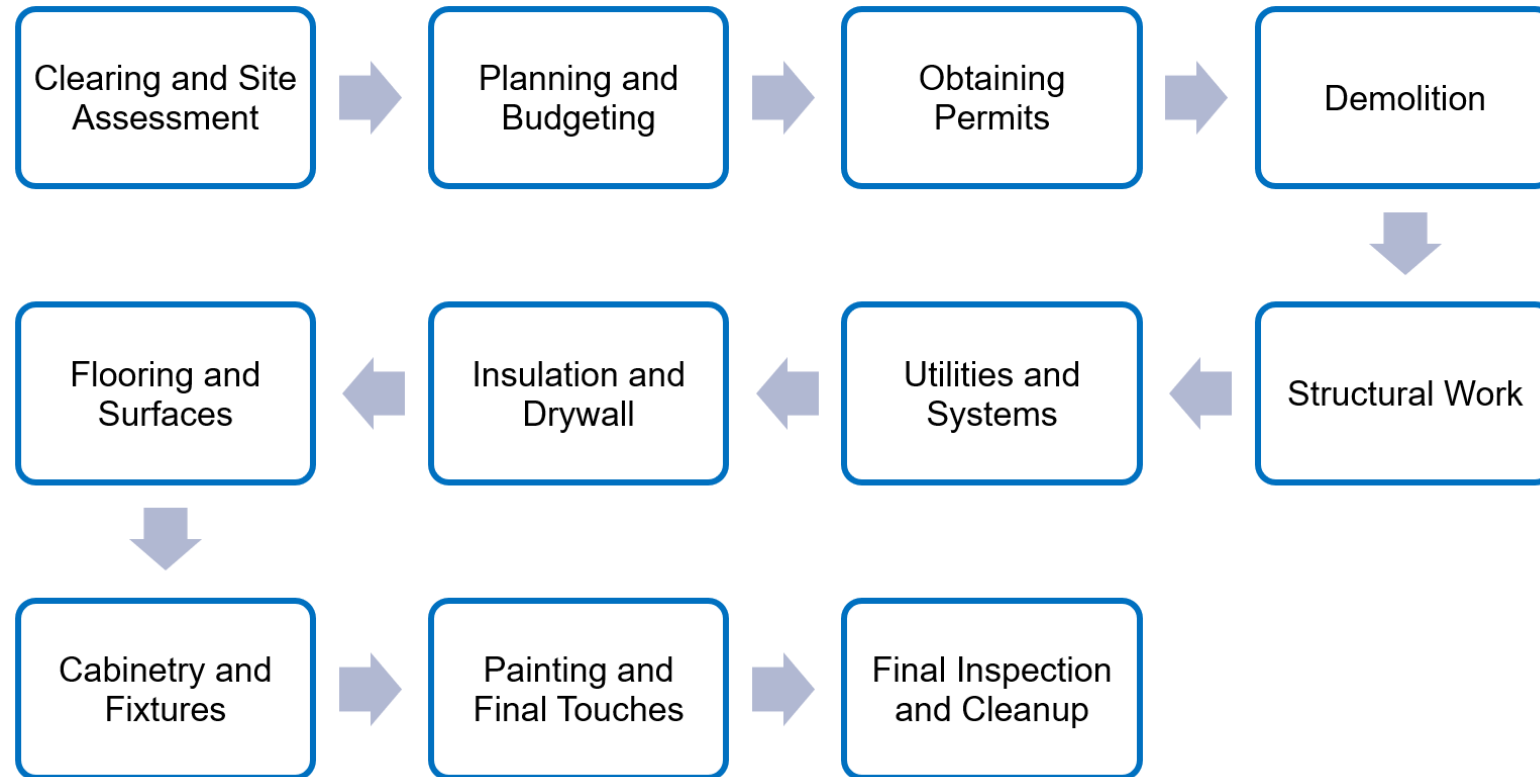 Clearing and Site
Assessment
Planning and
Budgeting
Obtaining
Permits
Demolition
Structural Work
Utilities and
Systems
Insulation and
Drywall
Flooring and
Surfaces
Cabinetry and
Fixtures
Painting and
Final Touches
Final Inspection
and Cleanup